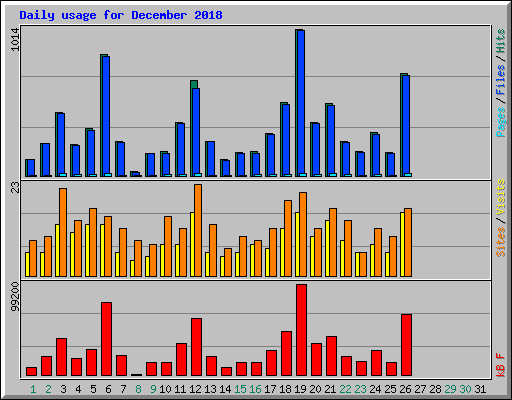 Daily usage for December 2018
1014
Pages / Files / Hits
23
Sites / Visits
99200
kB F
1 2 3 4 5 6 7 8 9 10 11 12 13 14 15 16 17 18 19 20 21 22 23 24 25 26 27 28 29 30 31